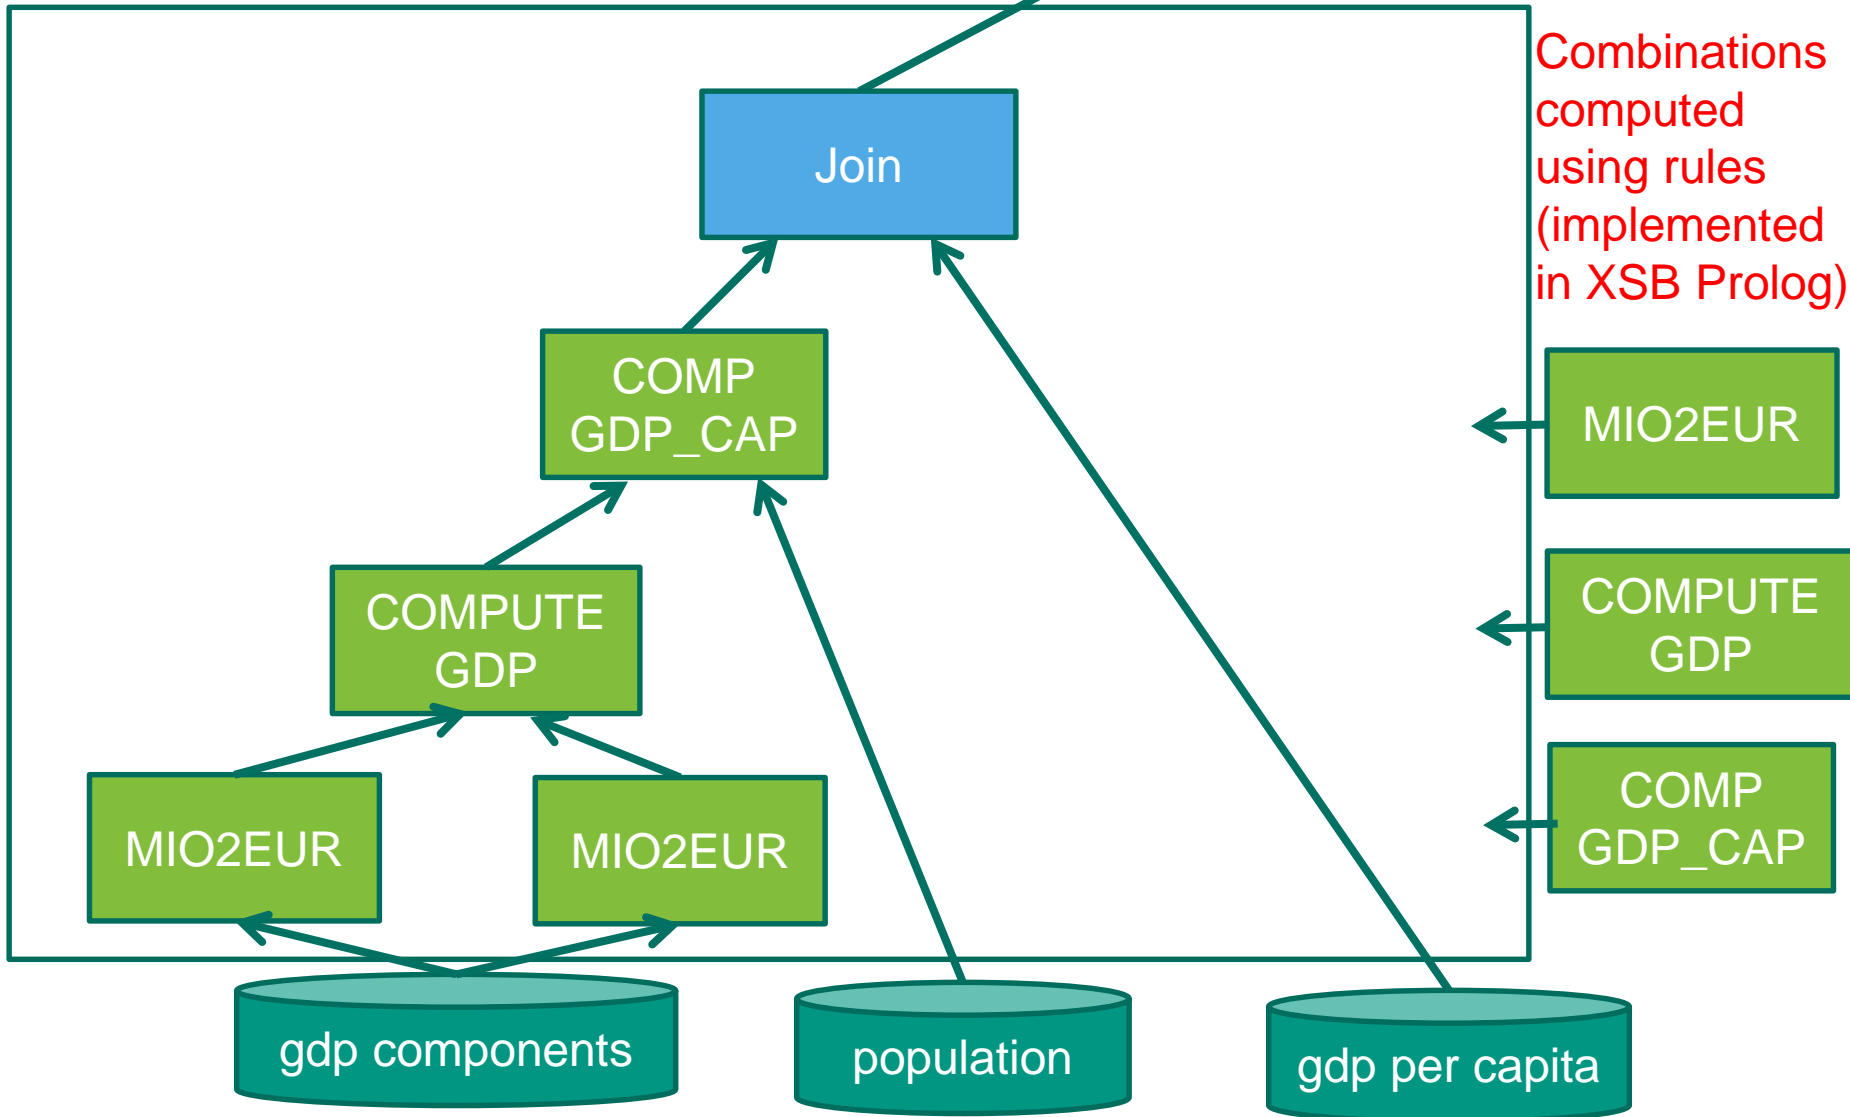 Combinations
computed
using rules
(implemented
in XSB Prolog)
Join
COMP
GDP_CAP
MIO2EUR
COMPUTE
GDP
COMPUTE
GDP
COMP
GDP_CAP
MIO2EUR
MIO2EUR
gdp components
population
gdp per capita